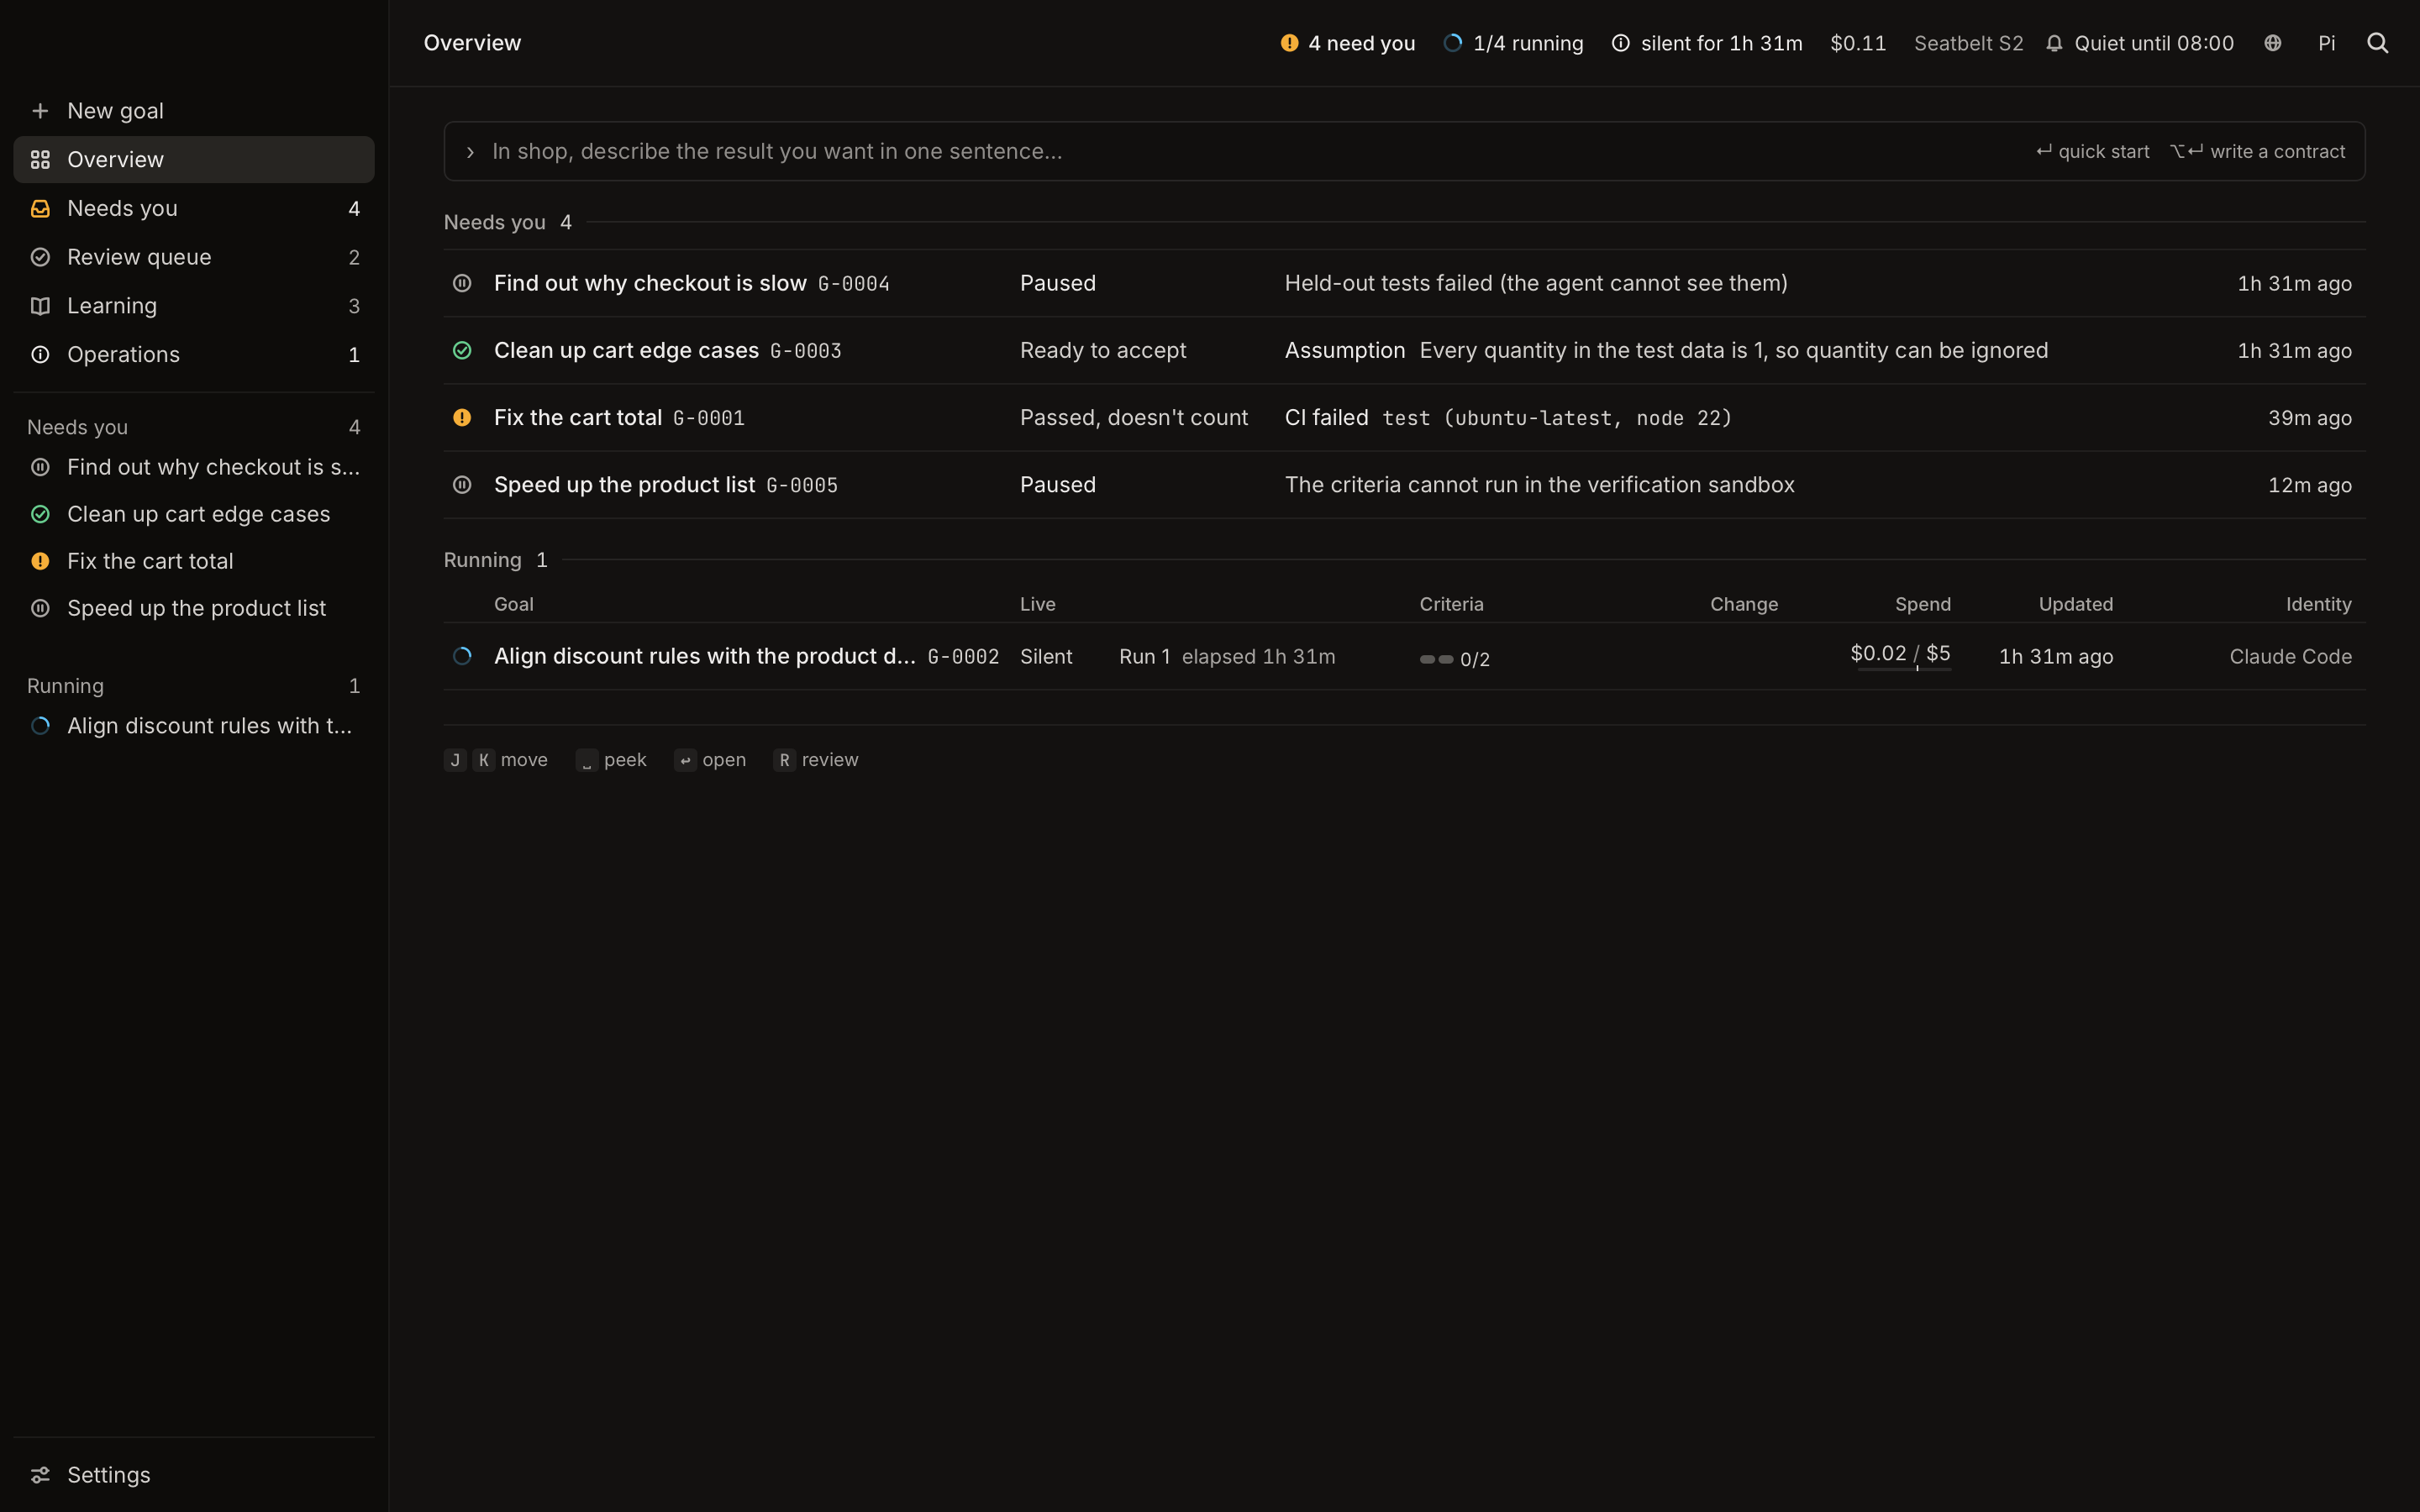 Overview
4 need you
1/4 running
silent for 1h 31m
$0.11
Seatbelt S2
Quiet until 08:00
Pi
New goal
Overview
Needs you 4
Review queue 2
Learning 3
Operations 1
Needs you 4
Find out why checkout is s...
Clean up cart edge cases
Fix the cart total
Speed up the product list
Running 1
Align discount rules with t...
Settings
› In shop, describe the result you want in one sentence... ↵ quick start ⌥↵ write a contract
Needs you 4
Find out why checkout is slow G-0004 Paused Held-out tests failed (the agent cannot see them) 1h 31m ago
Clean up cart edge cases G-0003 Ready to accept Assumption Every quantity in the test data is 1, so quantity can be ignored 1h 31m ago
Fix the cart total G-0001 Passed, doesn't count CI failed test (ubuntu-latest, node 22) 39m ago
Speed up the product list G-0005 Paused The criteria cannot run in the verification sandbox 12m ago
Running 1
Goal Live Criteria Change Spend Updated Identity
Align discount rules with the product d... G-0002 Silent Run 1 elapsed 1h 31m 0/2 $0.02 / $5 1h 31m ago Claude Code
J K move ⎵ peek ↩ open R review